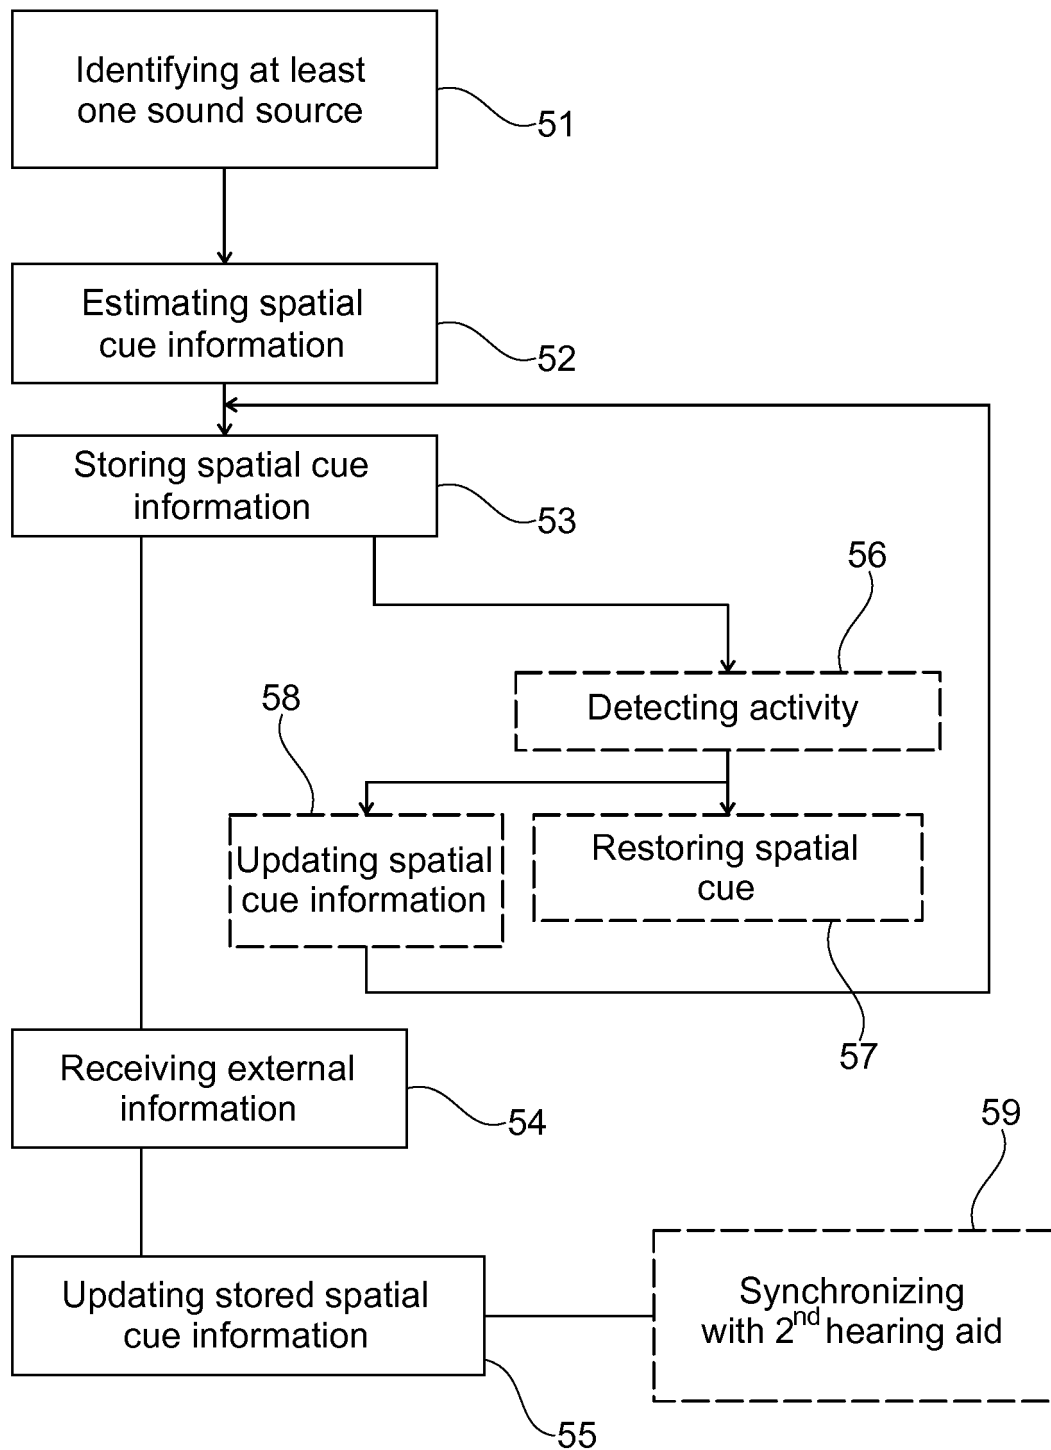 Identifying at least
one sound source
51
Estimating spatial
cue information
52
Storing spatial cue
information
53
56
Detecting activity
58
Updating spatial
cue information
Restoring spatial
cue
57
Receiving external
information
54
59
Updating stored spatial
cue information
55
Synchronizing
with 2nd hearing aid